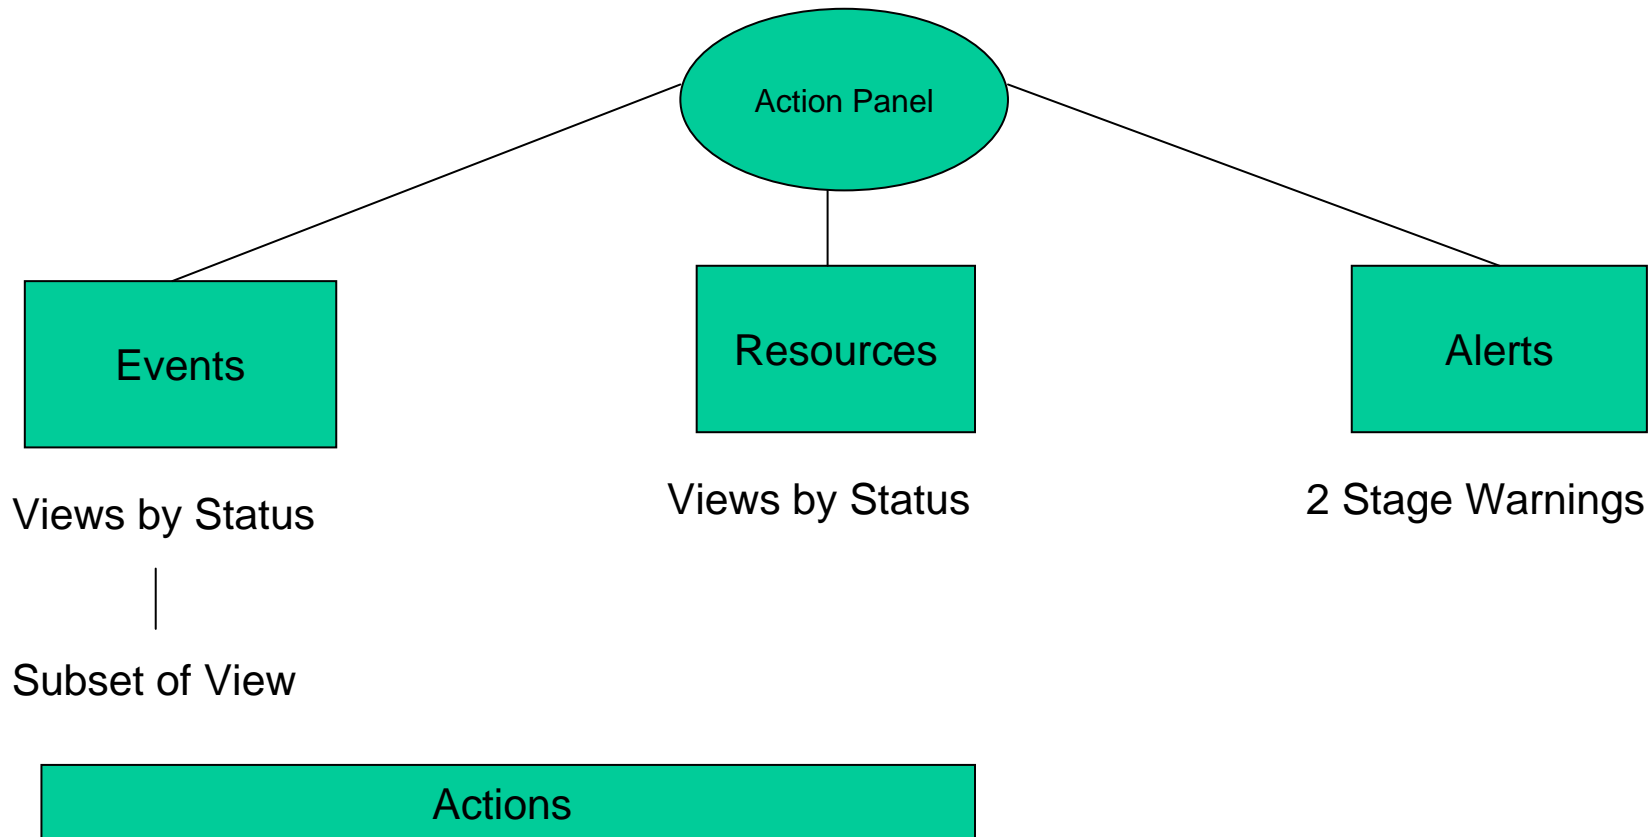 Action Panel
Events
Resources
Alerts
Views by Status
Views by Status
2 Stage Warnings
Subset of View
Actions